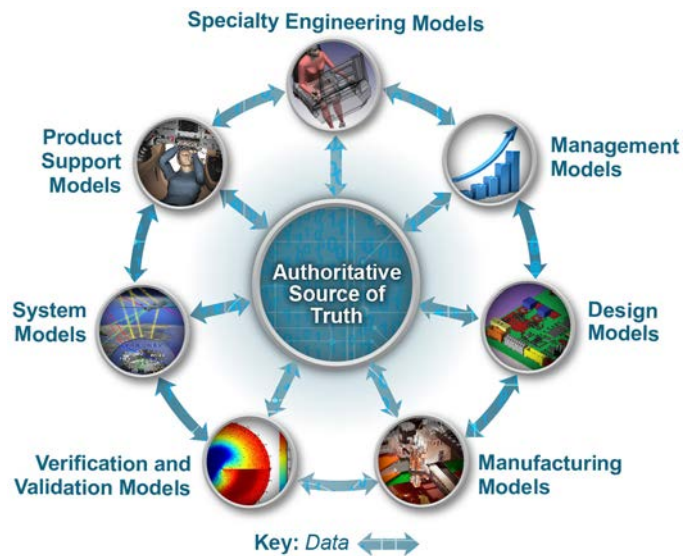 Specialty Engineering Models
Product
Support
Models
Management
Models
Authoritative
Source of
Truth
System
Models
Design
Models
Verification and
Validation Models
Manufacturing
Models
Key: Data